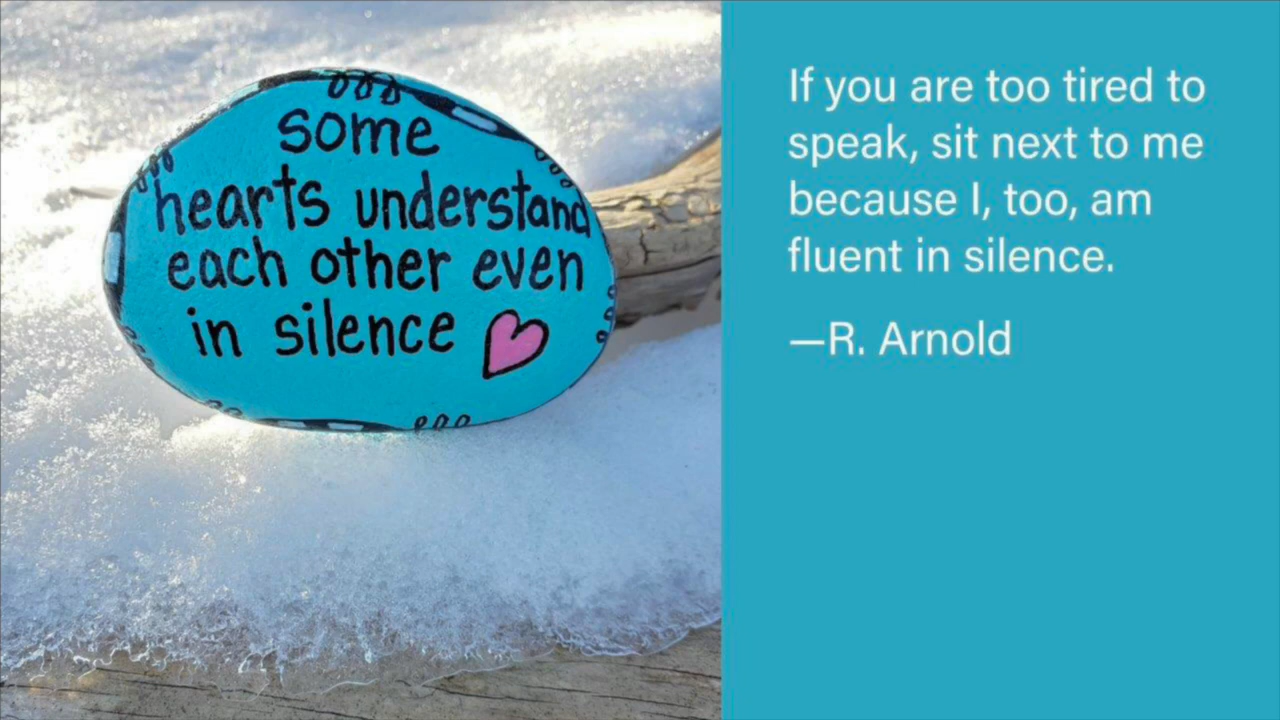 some
hearts understand
each other even
in silence
If you are too tired to
speak, sit next to me
because I, too, am
fluent in silence.
—R. Arnold